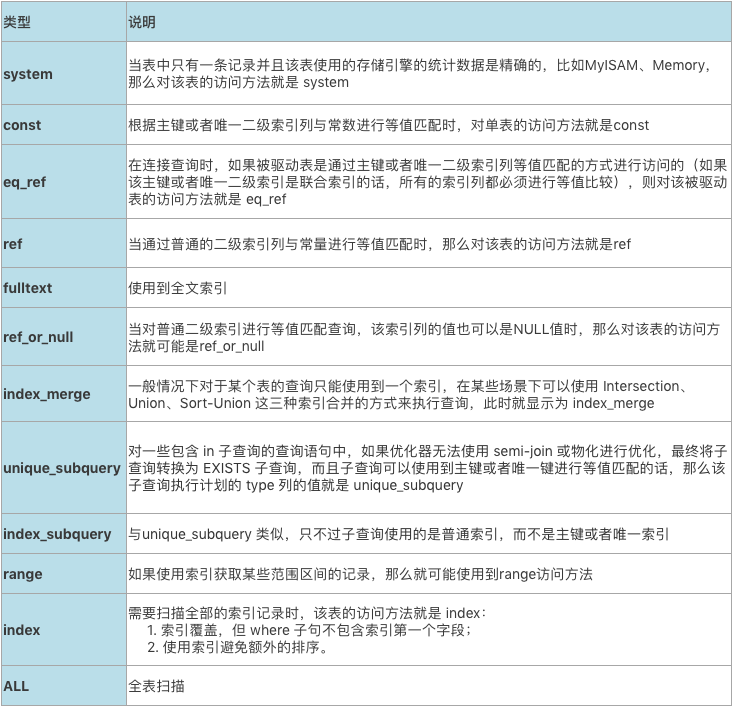 类型 说明
system
当表中只有一条记录并且该表使用的存储引擎的统计数据是精确的，比如MyISAM、Memory，
那么对该表的访问方法就是 system
const 根据主键或者唯一二级索引列与常数进行等值匹配时，对单表的访问方法就是const
eq_ref
在连接查询时，如果被驱动表是通过主键或者唯一二级索引列等值匹配的方式进行访问的（如果
该主键或者唯一二级索引是联合索引的话，所有的索引列都必须进行等值比较），则对该被驱动
表的访问方法就是 eq_ref
ref 当通过普通的二级索引列与常量进行等值匹配时，那么对该表的访问方法就是ref
fulltext 使用到全文索引
ref_or_null
当对普通二级索引进行等值匹配查询，该索引列的值也可以是NULL值时，那么对该表的访问方
法就可能是ref_or_null
index_merge
一般情况下对于某个表的查询只能使用到一个索引，在某些场景下可以使用 Intersection、
Union、Sort-Union 这三种索引合并的方式来执行查询，此时就显示为 index_merge
unique_subquery
对一些包含 in 子查询的查询语句中，如果优化器无法使用 semi-join 或物化进行优化，最终将子
查询转换为 EXISTS 子查询，而且子查询可以使用到主键或者唯一键进行等值匹配的话，那么该
子查询执行计划的 type 列的值就是 unique_subquery
index_subquery 与unique_subquery 类似，只不过子查询使用的是普通索引，而不是主键或者唯一索引
range 如果使用索引获取某些范围区间的记录，那么就可能使用到range访问方法
index
需要扫描全部的索引记录时，该表的访问方法就是 index：
1. 索引覆盖，但 where 子句不包含索引第一个字段；
2. 使用索引避免额外的排序。
ALL 全表扫描